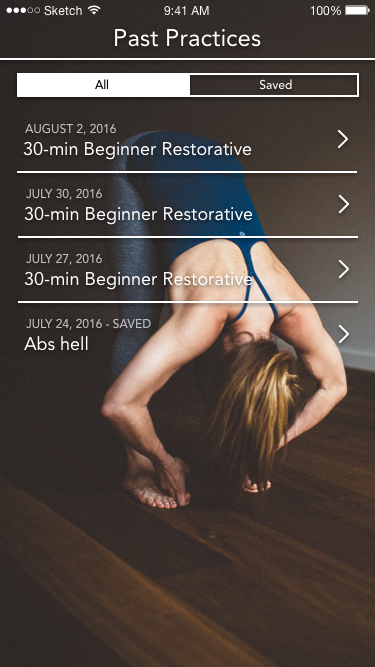 Sketch 9:41 AM 100%
Past Practices
All Saved
AUGUST 2, 2016
30-min Beginner Restorative
JULY 30, 2016
30-min Beginner Restorative
JULY 27, 2016
30-min Beginner Restorative
JULY 24, 2016 - SAVED
Abs hell